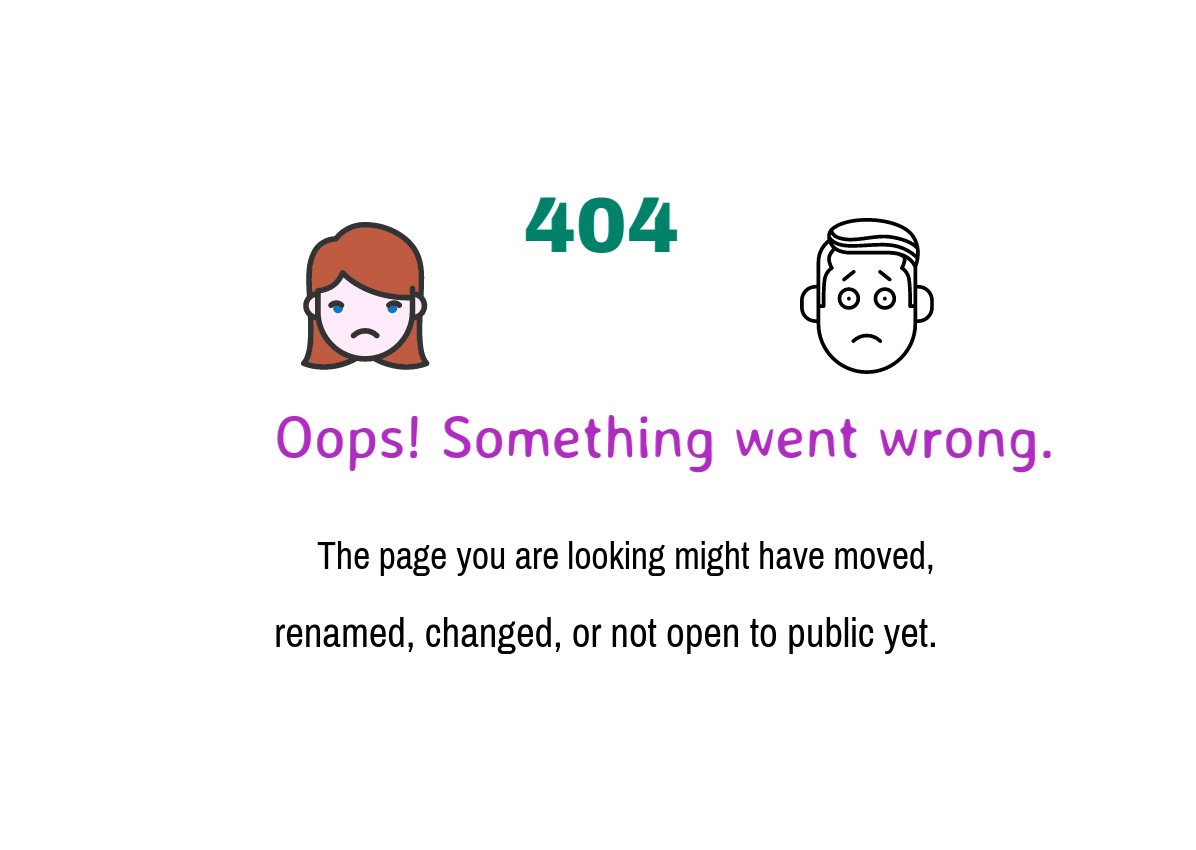 404
Oops! Something went wrong.
The page you are looking might have moved,
renamed, changed, or not open to public yet.